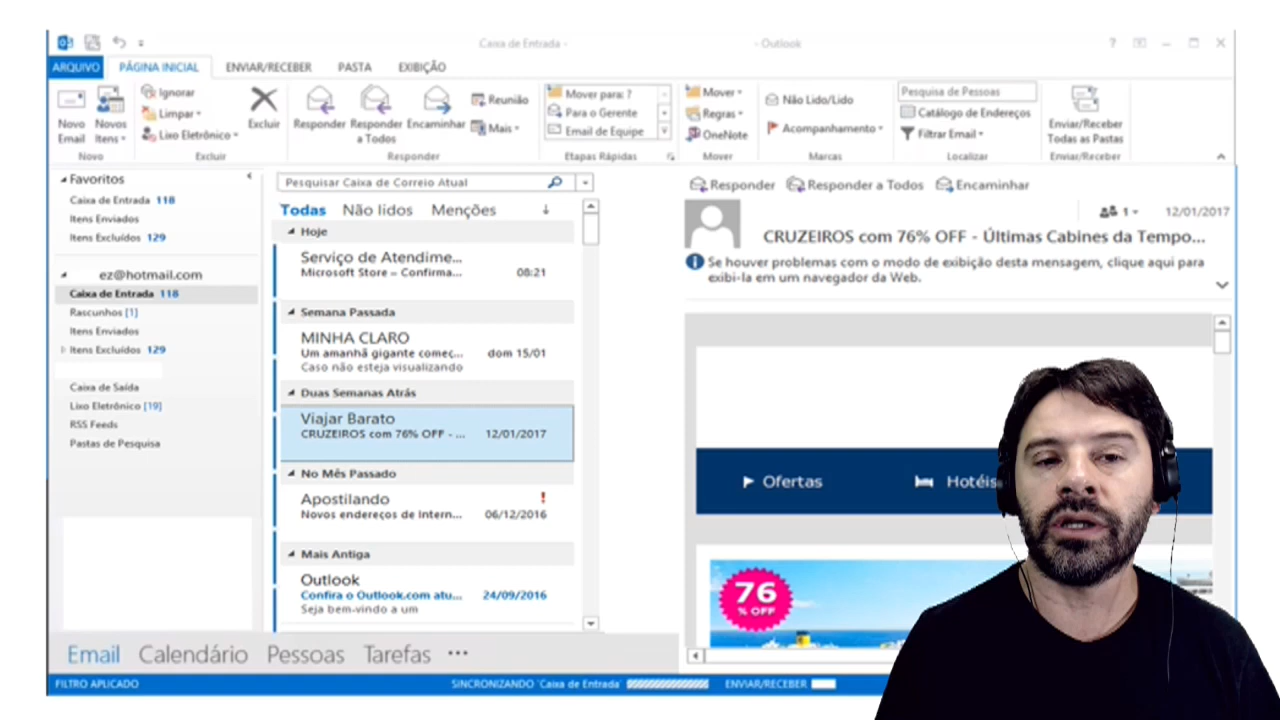 Caixa de Entrada -
- Outlook
ARQUIVO
PÁGINA INICIAL
ENVIAR/RECEBER
PASTA
EXIBIÇÃO
Novo
Email
Novos
Itens
Novo
Ignorar
Limpar
Lixo Eletrônico
Excluir
Excluir
Responder
Responder
a Todos
Encaminhar
Reunião
Mais
Responder
Mover para: ?
Para o Gerente
Email de Equipe
Etapas Rápidas
Mover
Regras
OneNote
Mover
Não Lido/Lido
Acompanhamento
Marcas
Pesquisa de Pessoas
Catálogo de Endereços
Filtrar Email
Localizar
Enviar/Receber
Todas as Pastas
Enviar/Receber
Favoritos
Caixa de Entrada 118
Itens Enviados
Itens Excluídos 129
ez@hotmail.com
Caixa de Entrada 118
Rascunhos [1]
Itens Enviados
Itens Excluídos 129
Caixa de Saída
Lixo Eletrônico [19]
RSS Feeds
Pastas de Pesquisa
Pesquisar Caixa de Correio Atual
Todas Não lidos Menções
Hoje
Serviço de Atendime...
Microsoft Store – Confirma... 08:21
Semana Passada
MINHA CLARO
Um amanhã gigante começ... dom 15/01
Caso não esteja visualizando
Duas Semanas Atrás
Viajar Barato
CRUZEIROS com 76% OFF - ... 12/01/2017
No Mês Passado
Apostilando !
Novos endereços de Intern... 06/12/2016
Mais Antiga
Outlook
Confira o Outlook.com atu... 24/09/2016
Seja bem-vindo a um
Responder Responder a Todos Encaminhar
1 12/01/2017
CRUZEIROS com 76% OFF - Últimas Cabines da Tempo...
Se houver problemas com o modo de exibição desta mensagem, clique aqui para
exibi-la em um navegador da Web.
Ofertas
Hotéis
76
% OFF
Email Calendário Pessoas Tarefas
FILTRO APLICADO
SINCRONIZANDO 'Caixa de Entrada'
ENVIAR/RECEBER